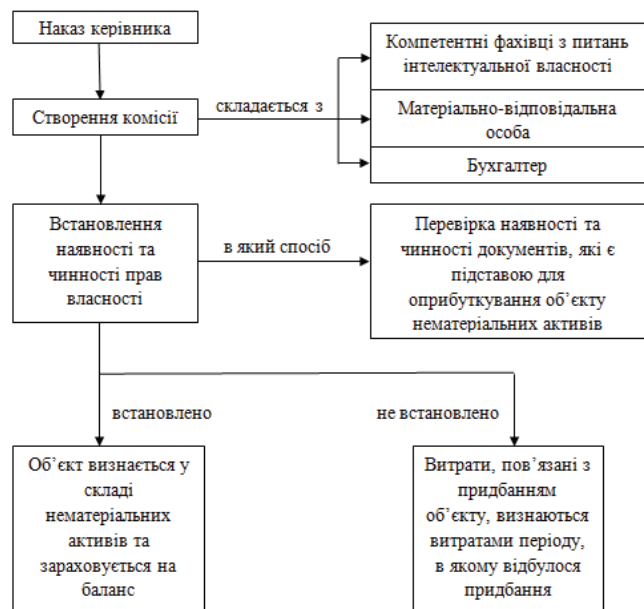 Наказ керівника
Компетентні фахівці з питань
інтелектуальної власності
Створення комісії
складається з
Матеріально-відповідальна
особа
Бухгалтер
Встановлення
наявності та
чинності прав
власності
в який спосіб
Перевірка наявності та
чинності документів, які є
підставою для
оприбуткування об’єкту
нематеріальних активів
встановлено
не встановлено
Об’єкт визнається у
складі
нематеріальних
активів та
зараховується на
баланс
Витрати, пов’язані з
придбанням
об’єкту, визнаються
витратами періоду,
в якому відбулося
придбання